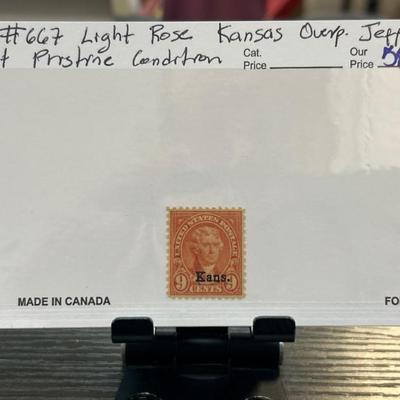 #667 Light Rose Kansas Overp. Jeff
t Pristine Condition
Cat.
Price
Our
Price
UNITED STATES POSTAGE
Kans.
9 CENTS 9
MADE IN CANADA
FO